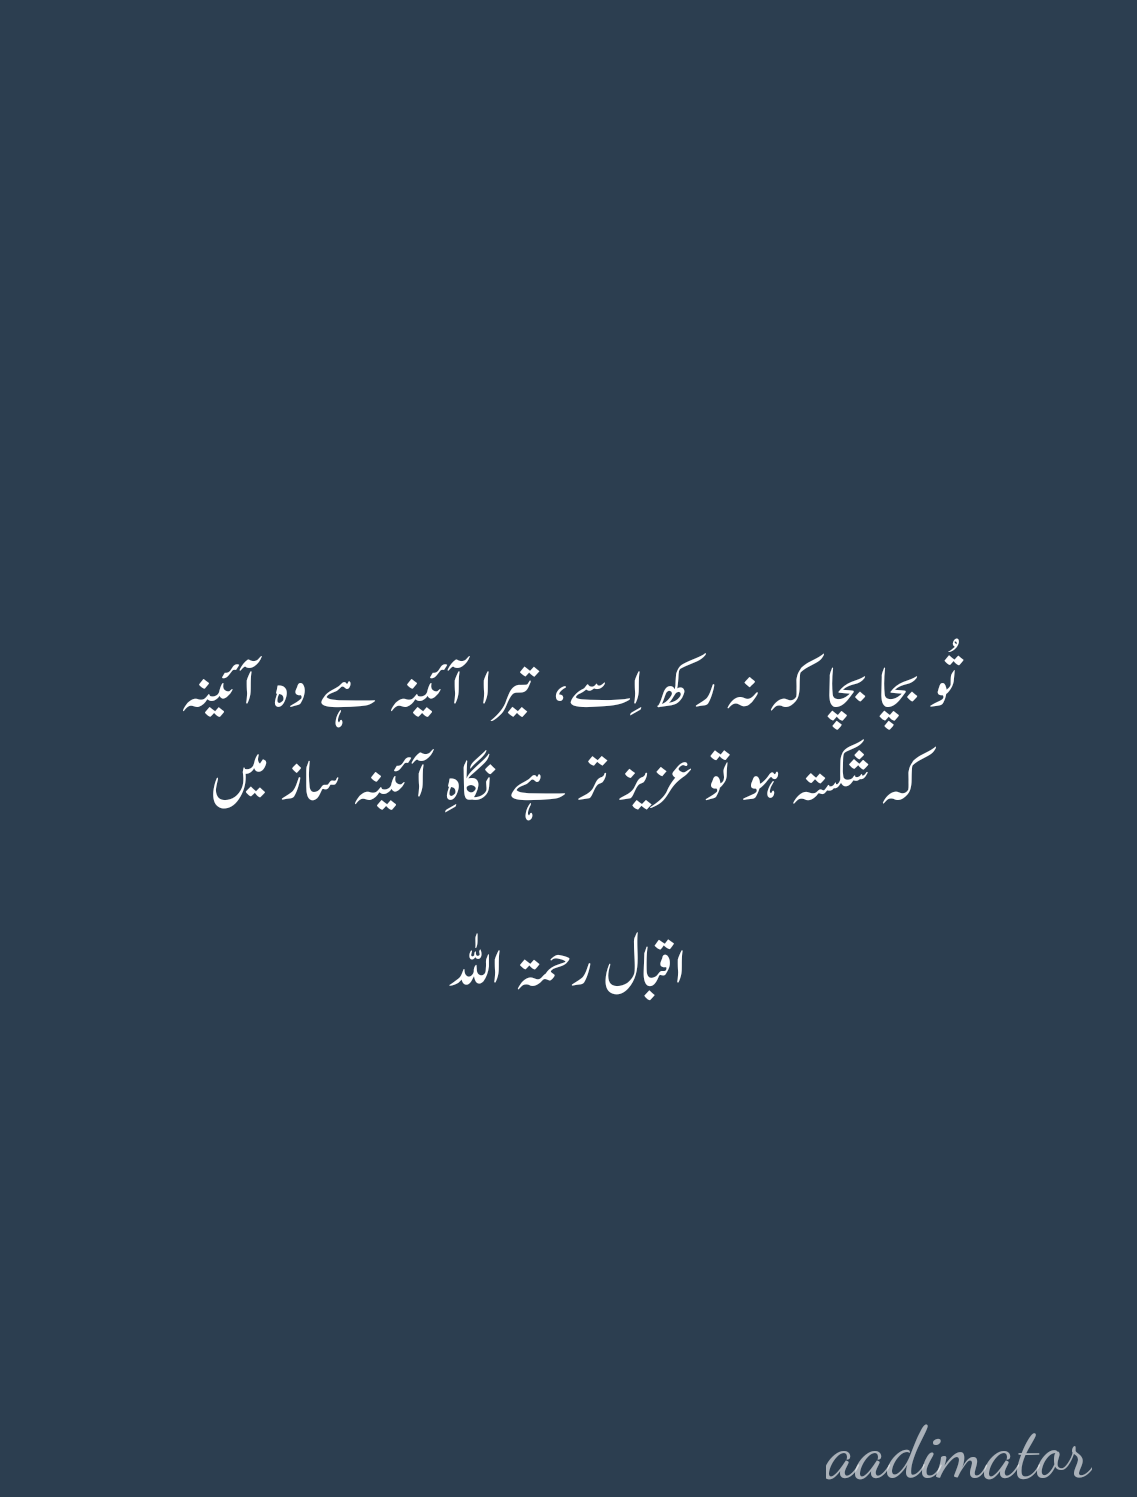 تُو بچا بچا کہ نہ رکھ اِسے، تیرا آئینہ ہے وہ آئینہ
کہ شکستہ ہو تو عزیز تر ہے نگاہِ آئینہ ساز میں
اقبال رحمۃ اللہ
aadimator